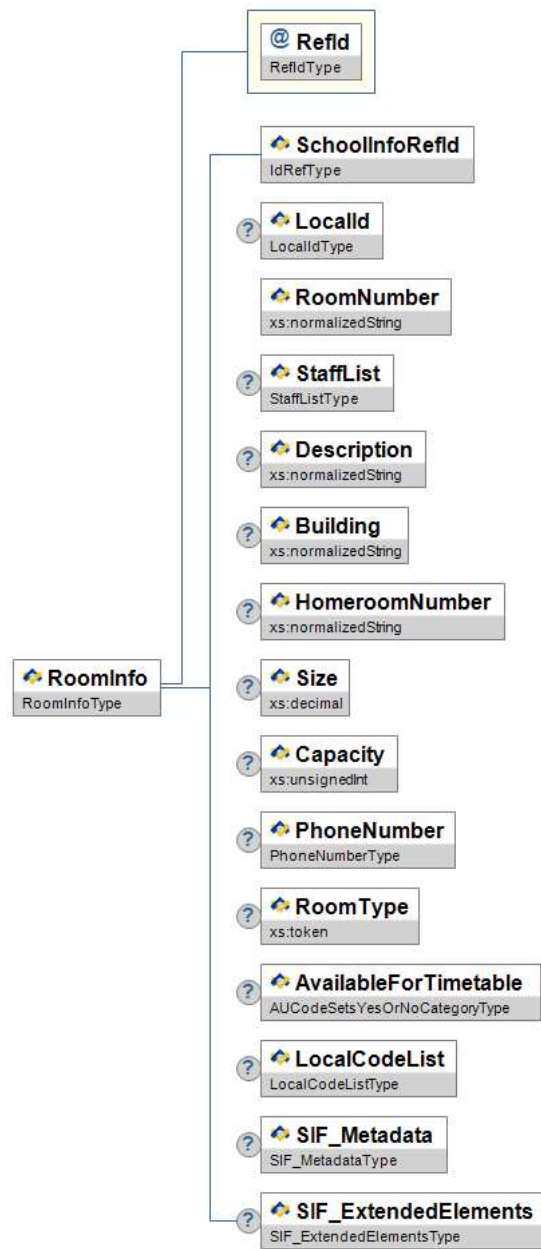 @ RefId
RefIdType
SchoolInfoRefId
IdRefType
? LocalId
LocalIdType
RoomNumber
xs:normalizedString
? StaffList
StaffListType
? Description
xs:normalizedString
? Building
xs:normalizedString
? HomeroomNumber
xs:normalizedString
RoomInfo
RoomInfoType
? Size
xs:decimal
? Capacity
xs:unsignedInt
? PhoneNumber
PhoneNumberType
? RoomType
xs:token
? AvailableForTimetable
AUCodeSetsYesOrNoCategoryType
? LocalCodeList
LocalCodeListType
? SIF_Metadata
SIF_MetadataType
? SIF_ExtendedElements
SIF_ExtendedElementsType